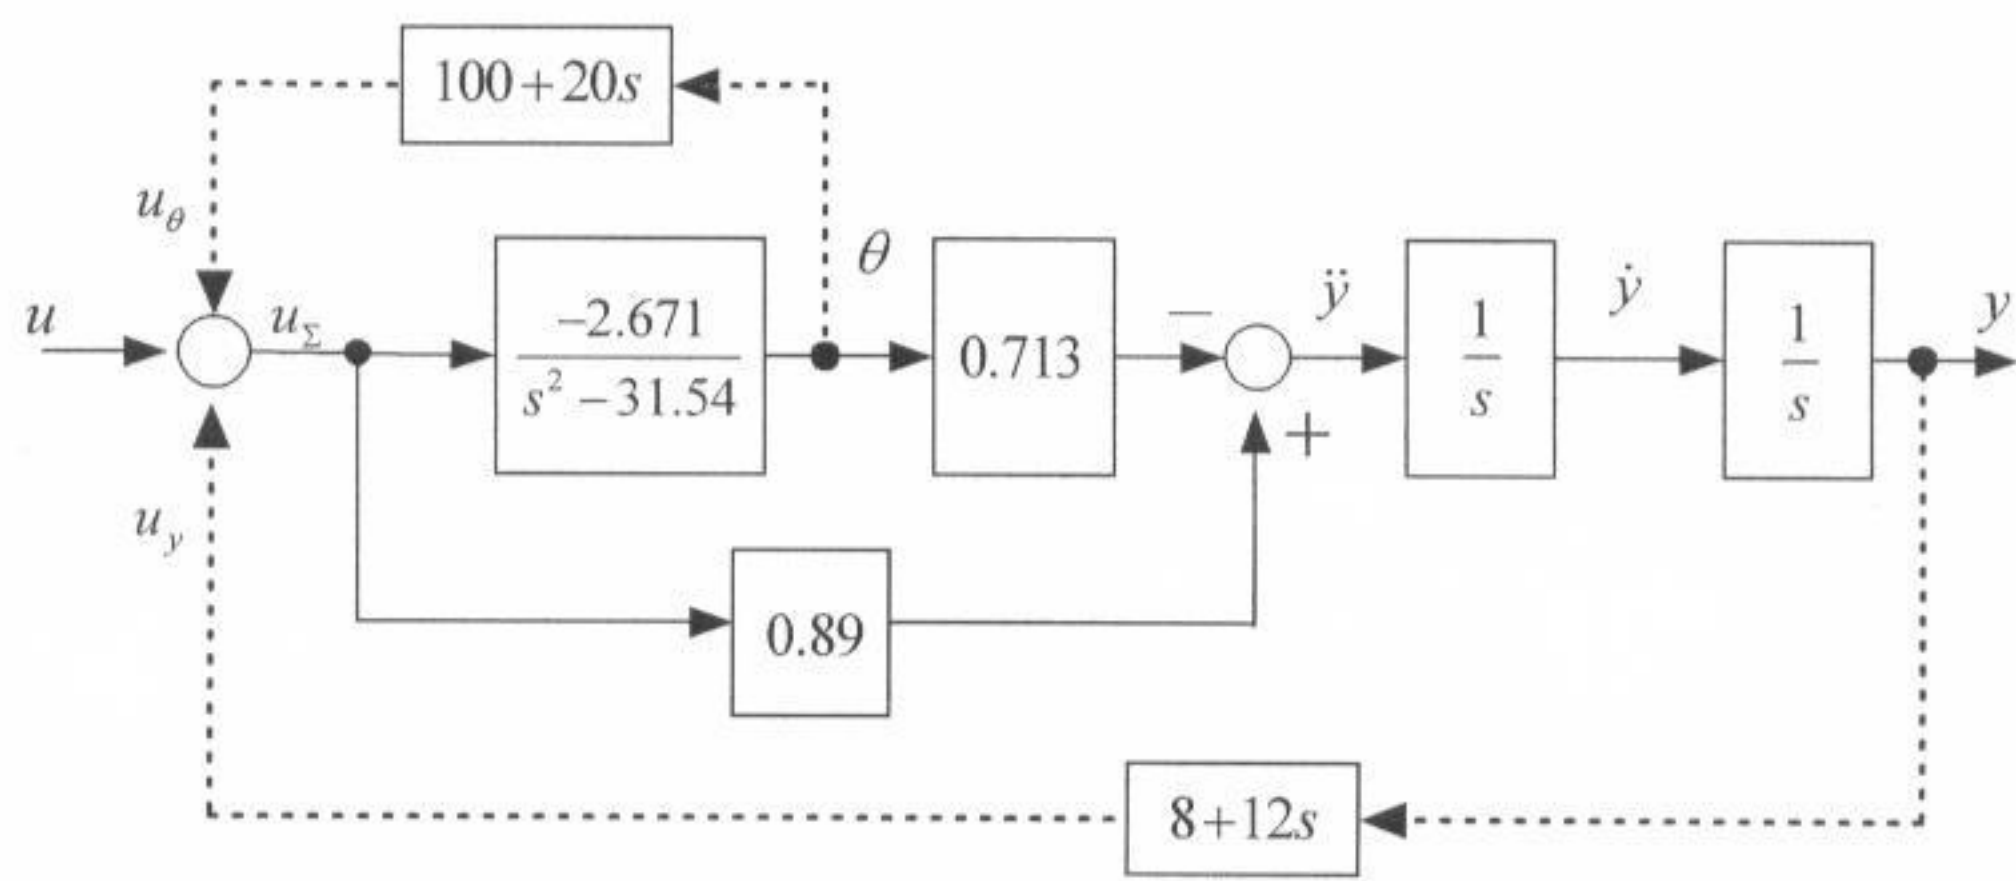 100+20s
u_θ
u
u_Σ
−2.671
s² − 31.54
θ
0.713
−
ÿ
1
s
ẏ
1
s
y
+
u_y
0.89
8+12s